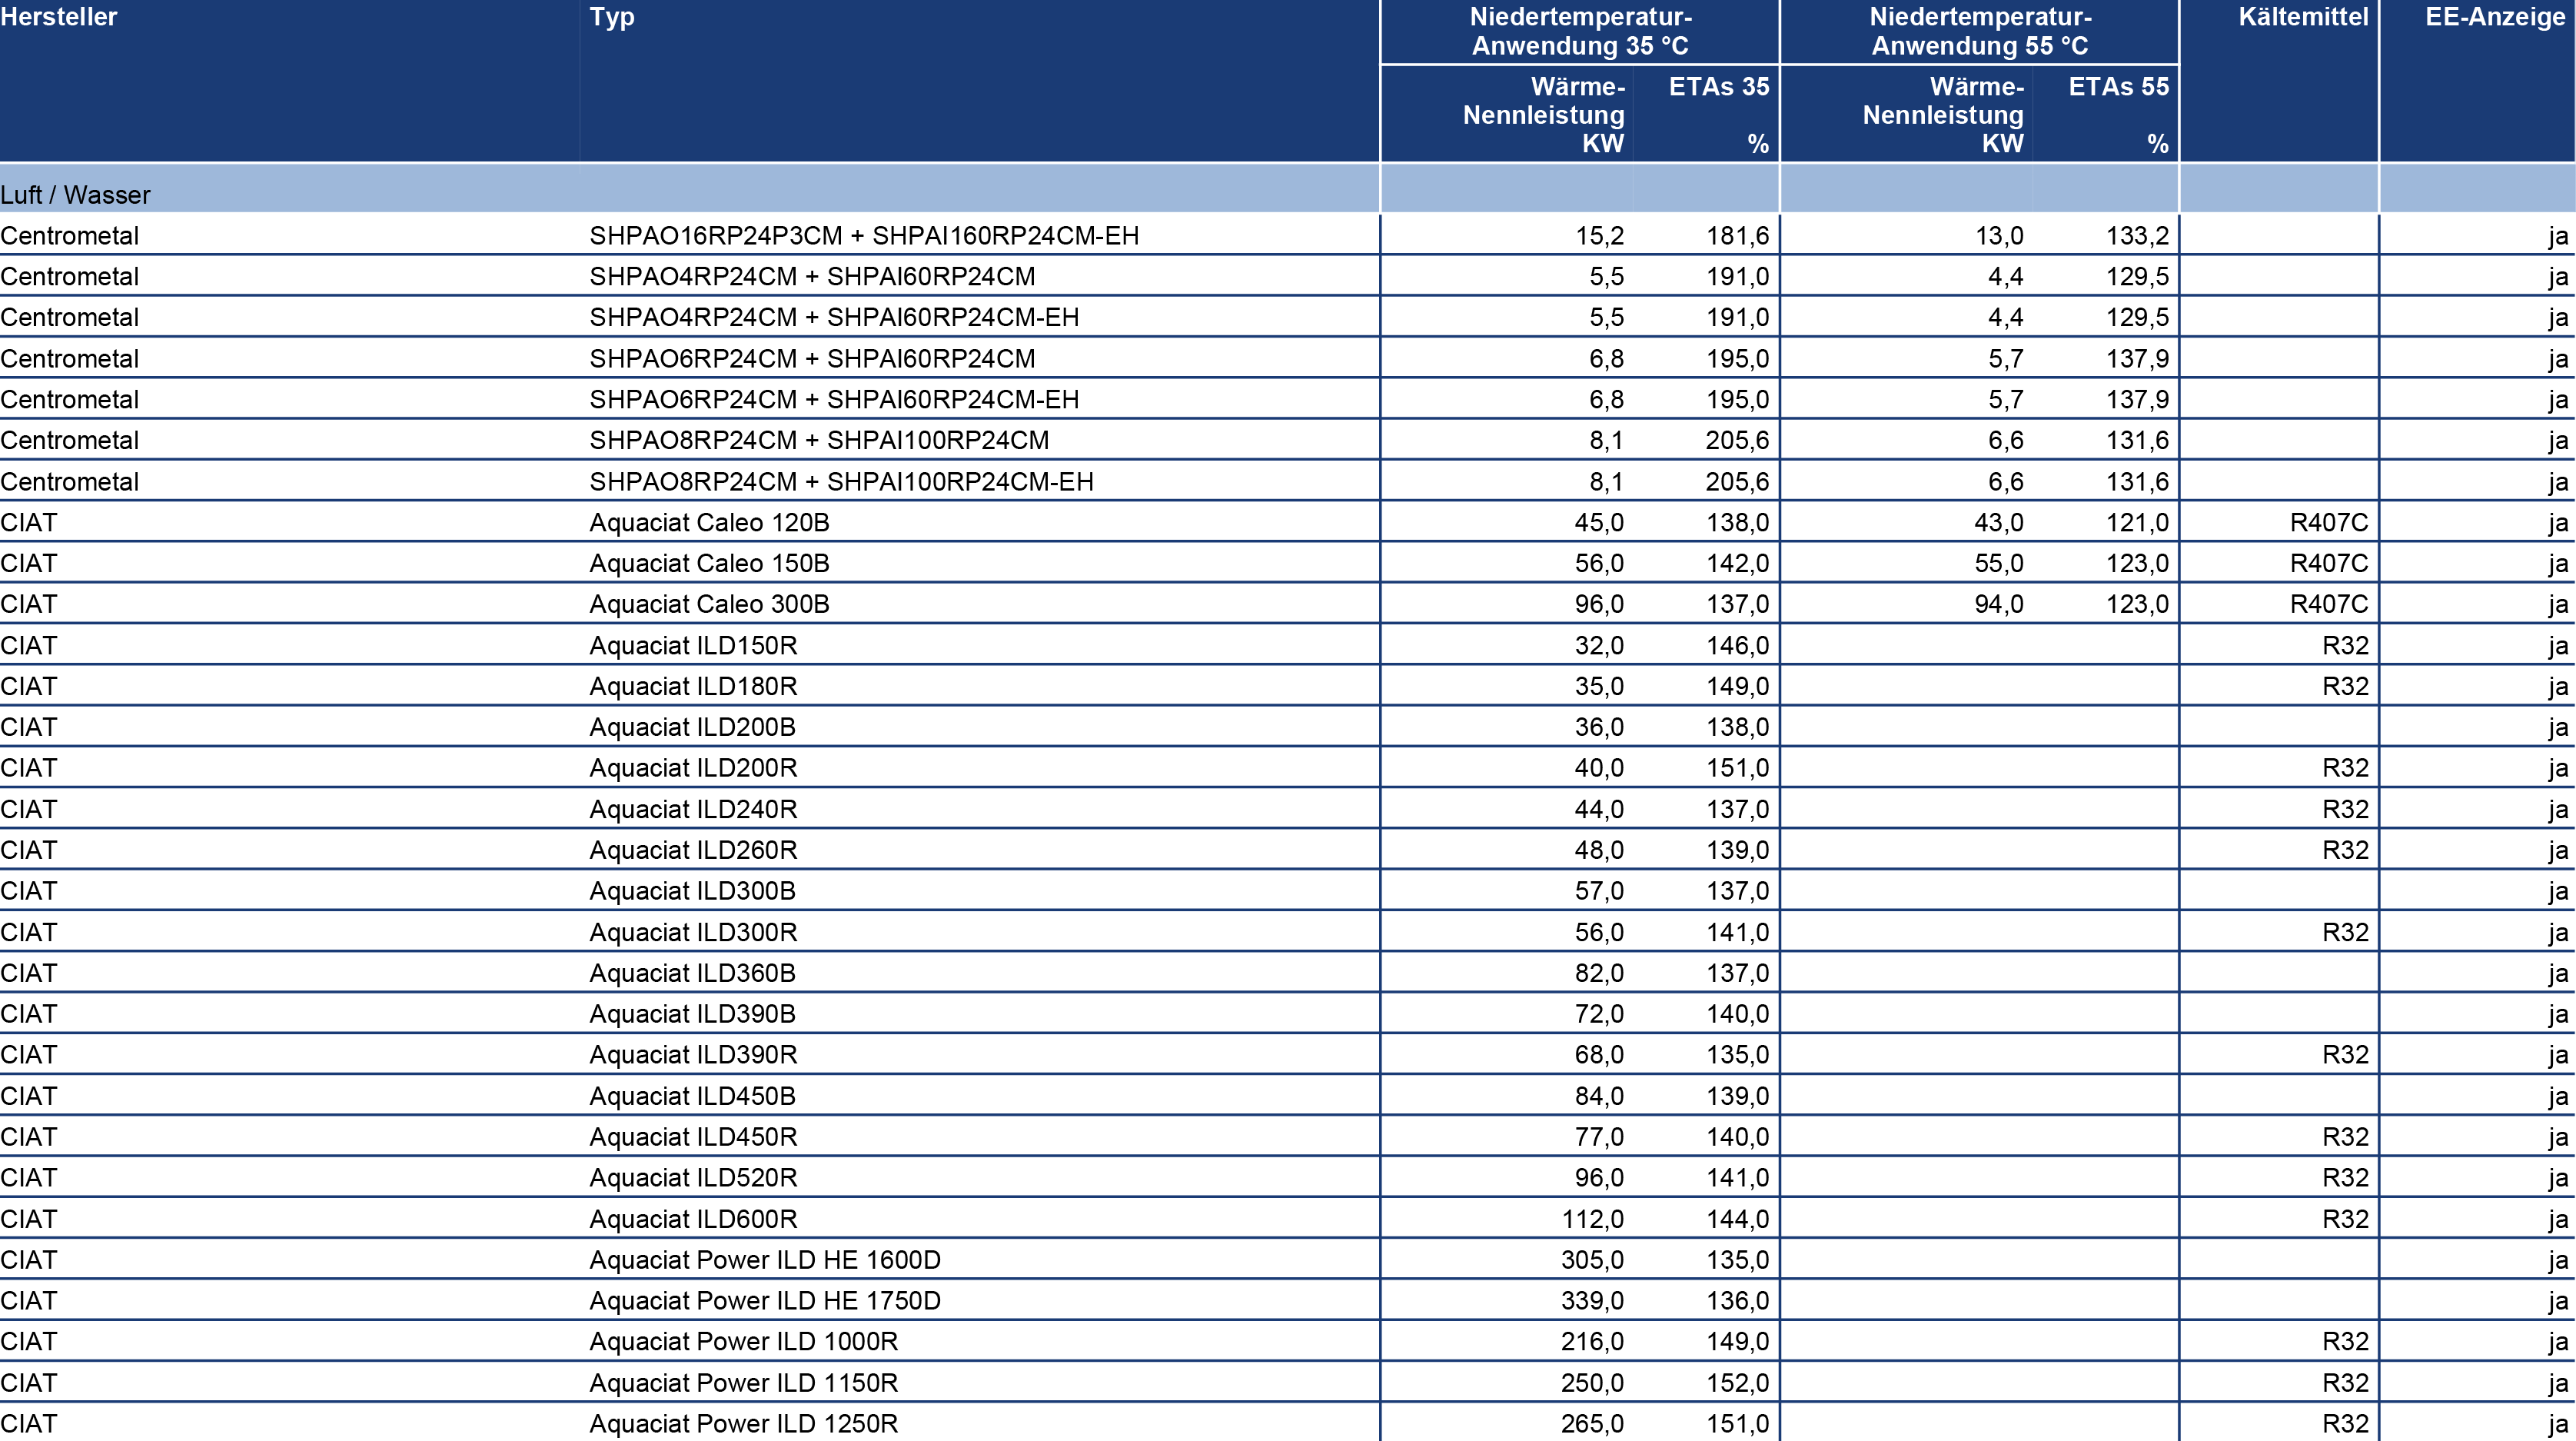 Hersteller Typ Niedertemperatur- Niedertemperatur- Kältemittel EE-Anzeige
Anwendung 35 °C Anwendung 55 °C
Wärme- ETAs 35 Wärme- ETAs 55
Nennleistung Nennleistung
KW % KW %
Luft / Wasser
Centrometal SHPAO16RP24P3CM + SHPAI160RP24CM-EH 15,2 181,6 13,0 133,2 ja
Centrometal SHPAO4RP24CM + SHPAI60RP24CM 5,5 191,0 4,4 129,5 ja
Centrometal SHPAO4RP24CM + SHPAI60RP24CM-EH 5,5 191,0 4,4 129,5 ja
Centrometal SHPAO6RP24CM + SHPAI60RP24CM 6,8 195,0 5,7 137,9 ja
Centrometal SHPAO6RP24CM + SHPAI60RP24CM-EH 6,8 195,0 5,7 137,9 ja
Centrometal SHPAO8RP24CM + SHPAI100RP24CM 8,1 205,6 6,6 131,6 ja
Centrometal SHPAO8RP24CM + SHPAI100RP24CM-EH 8,1 205,6 6,6 131,6 ja
CIAT Aquaciat Caleo 120B 45,0 138,0 43,0 121,0 R407C ja
CIAT Aquaciat Caleo 150B 56,0 142,0 55,0 123,0 R407C ja
CIAT Aquaciat Caleo 300B 96,0 137,0 94,0 123,0 R407C ja
CIAT Aquaciat ILD150R 32,0 146,0 R32 ja
CIAT Aquaciat ILD180R 35,0 149,0 R32 ja
CIAT Aquaciat ILD200B 36,0 138,0 ja
CIAT Aquaciat ILD200R 40,0 151,0 R32 ja
CIAT Aquaciat ILD240R 44,0 137,0 R32 ja
CIAT Aquaciat ILD260R 48,0 139,0 R32 ja
CIAT Aquaciat ILD300B 57,0 137,0 ja
CIAT Aquaciat ILD300R 56,0 141,0 R32 ja
CIAT Aquaciat ILD360B 82,0 137,0 ja
CIAT Aquaciat ILD390B 72,0 140,0 ja
CIAT Aquaciat ILD390R 68,0 135,0 R32 ja
CIAT Aquaciat ILD450B 84,0 139,0 ja
CIAT Aquaciat ILD450R 77,0 140,0 R32 ja
CIAT Aquaciat ILD520R 96,0 141,0 R32 ja
CIAT Aquaciat ILD600R 112,0 144,0 R32 ja
CIAT Aquaciat Power ILD HE 1600D 305,0 135,0 ja
CIAT Aquaciat Power ILD HE 1750D 339,0 136,0 ja
CIAT Aquaciat Power ILD 1000R 216,0 149,0 R32 ja
CIAT Aquaciat Power ILD 1150R 250,0 152,0 R32 ja
CIAT Aquaciat Power ILD 1250R 265,0 151,0 R32 ja